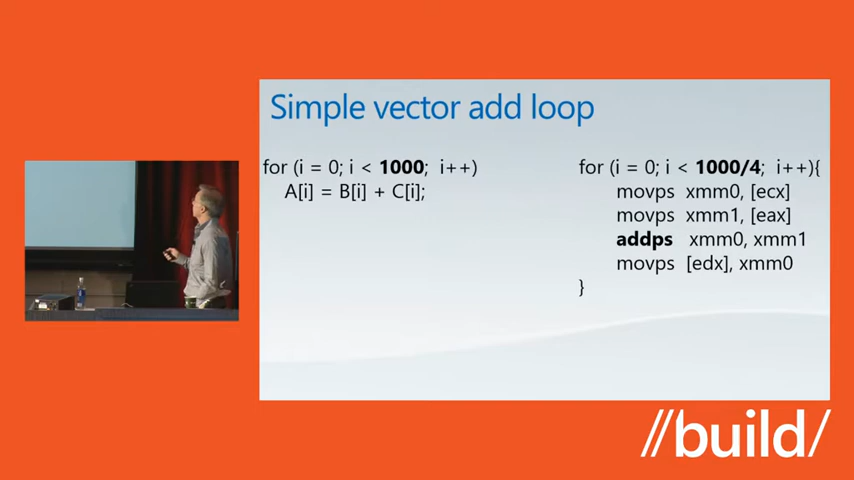 Simple vector add loop
for (i = 0; i < 1000; i++)
A[i] = B[i] + C[i];
for (i = 0; i < 1000/4; i++){
movps xmm0, [ecx]
movps xmm1, [eax]
addps xmm0, xmm1
movps [edx], xmm0
}
//build/